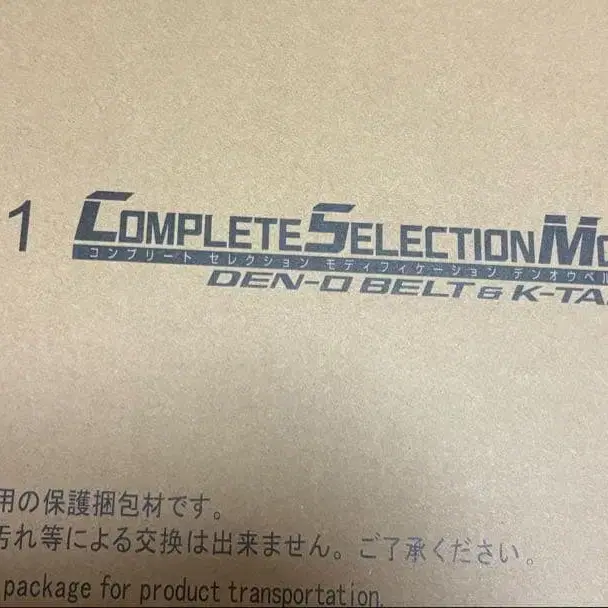 1 COMPLETE SELECTION MO
コンプリート セレクション モディフィケーション デンオウベル
DEN-O BELT & K-TA
用の保護梱包材です。
汚れ等による交換は出来ません。ご了承ください。
package for product transportation.